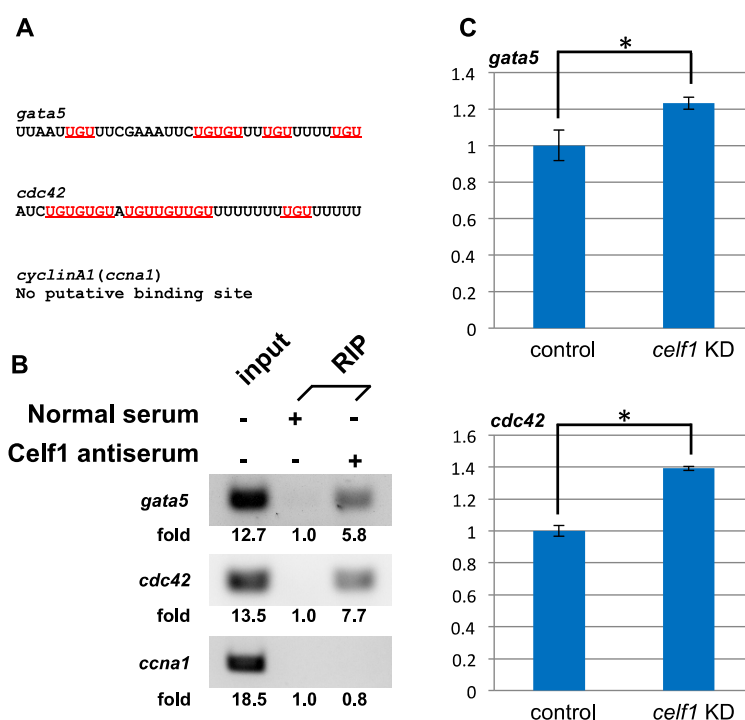 A
gata5
UUAAUUGUUUCGAAAUUCUGUGUUUUGUUUUUUGU
cdc42
AUCUGUGUGUAUGUUGUUGUUUUUUUUUGUUUUUU
cyclinA1(ccna1)
No putative binding site
B
input
RIP
Normal serum - + -
Celf1 antiserum - - +
gata5
fold 12.7 1.0 5.8
cdc42
fold 13.5 1.0 7.7
ccna1
fold 18.5 1.0 0.8
C
gata5
*
1.4
1.2
1
0.8
0.6
0.4
0.2
0
control celf1 KD
cdc42
*
1.6
1.4
1.2
1
0.8
0.6
0.4
0.2
0
control celf1 KD